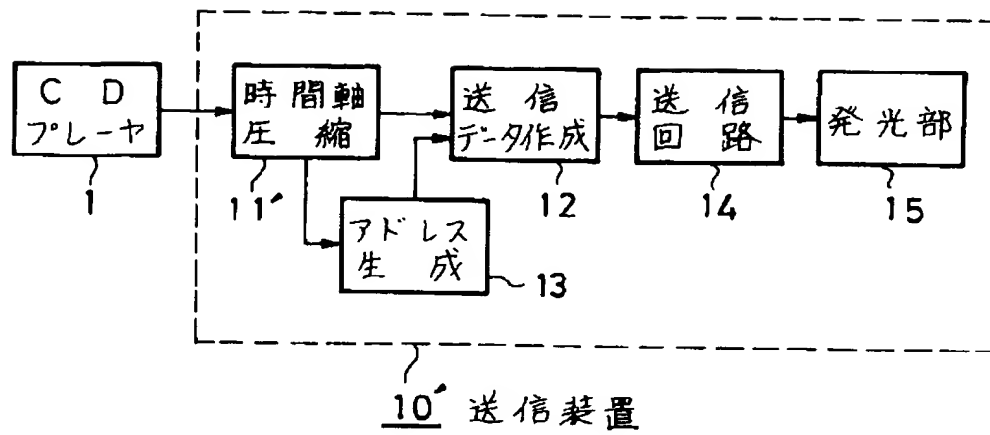 CD
プレーヤ
1
時間軸
圧縮
11′
送信
データ作成
12
送信
回路
14
発光部
15
アドレス
生成
13
10′ 送信装置